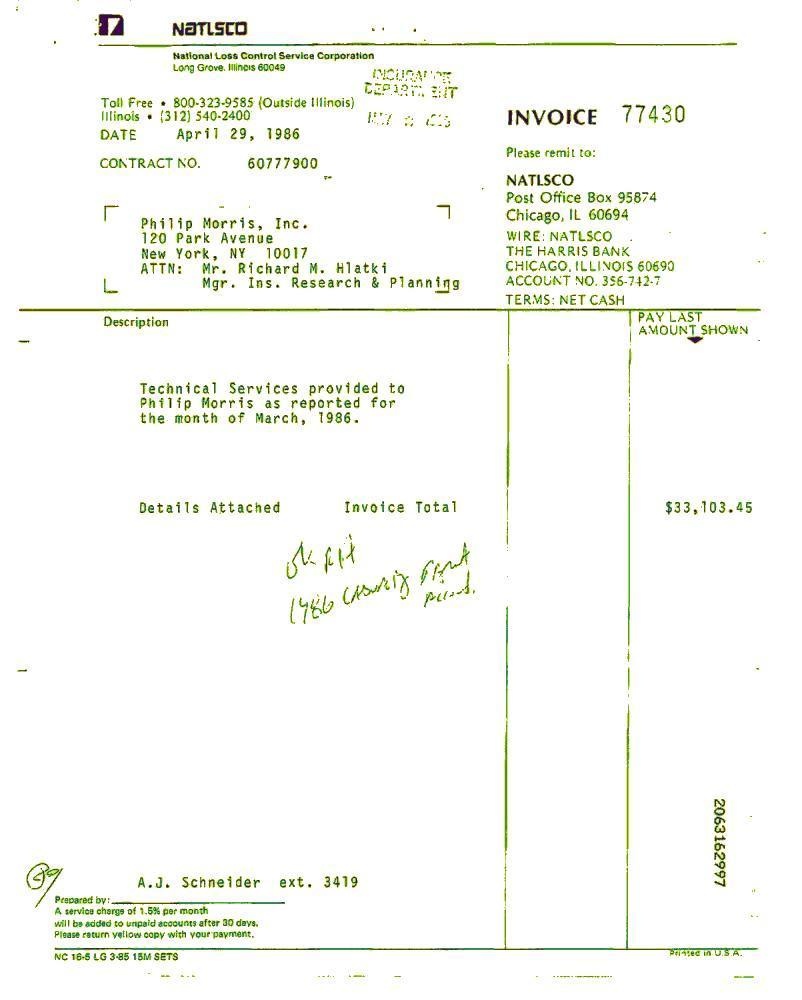 NATLSCO
National Loss Control Service Corporation
Long Grove, Illinois 60049
INSURANCE
DEPARTMENT
Toll Free • 800-323-9585 (Outside Illinois)
Illinois • (312) 540-2400
DATE April 29, 1986
CONTRACT NO. 60777900
INVOICE 77430
Please remit to:
NATLSCO
Post Office Box 95874
Chicago, IL 60694
WIRE: NATLSCO
THE HARRIS BANK
CHICAGO, ILLINOIS 60690
ACCOUNT NO. 356-742-7
TERMS: NET CASH
Philip Morris, Inc.
120 Park Avenue
New York, NY 10017
ATTN: Mr. Richard M. Hlatki
Mgr. Ins. Research & Planning
Description
PAY LAST
AMOUNT SHOWN
Technical Services provided to
Philip Morris as reported for
the month of March, 1986.
Details Attached Invoice Total $33,103.45
ok
1986 Casualty
2063162997
A.J. Schneider ext. 3419
Prepared by:
A service charge of 1.5% per month
will be added to unpaid accounts after 30 days.
Please return yellow copy with your payment.
NC 16-5 LG 3-85 15M SETS
Printed in U.S.A.